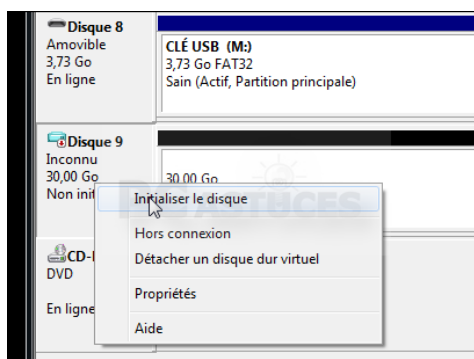 Disque 8
Amovible
3,73 Go
En ligne
CLÉ USB (M:)
3,73 Go FAT32
Sain (Actif, Partition principale)
Disque 9
Inconnu
30,00 Go
Non init
30,00 Go
PC ASTUCES
Initialiser le disque
Hors connexion
Détacher un disque dur virtuel
Propriétés
Aide
CD-
DVD
En ligne